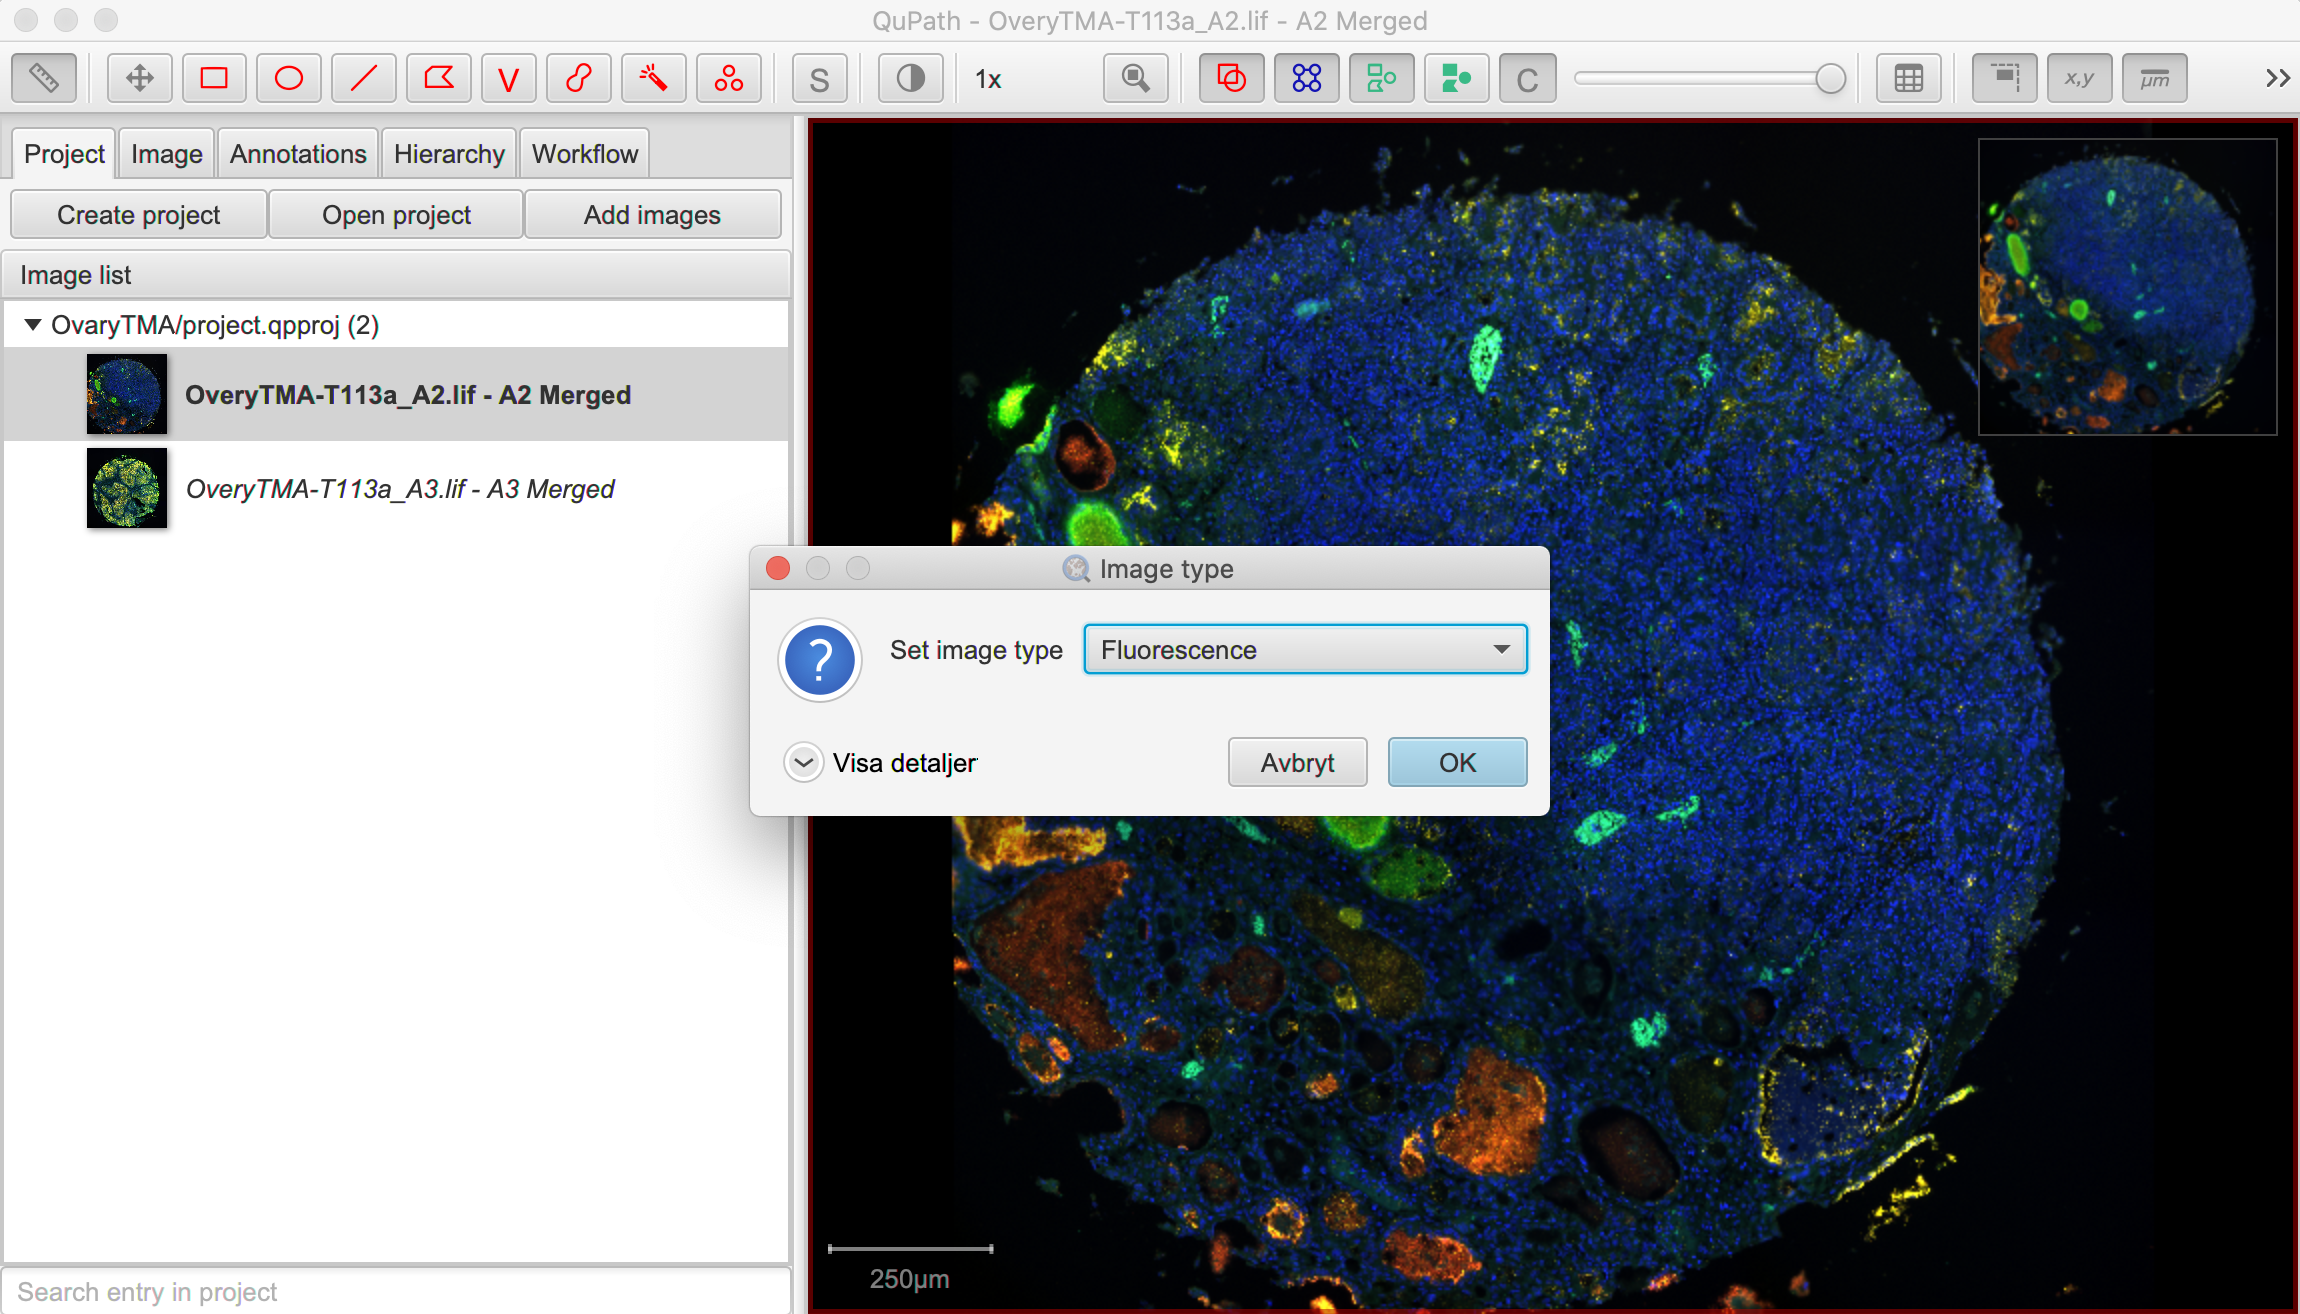 QuPath - OveryTMA-T113a_A2.lif - A2 Merged
V S 1x C x,y μm
Project Image Annotations Hierarchy Workflow
Create project Open project Add images
Image list
OvaryTMA/project.qpproj (2)
OveryTMA-T113a_A2.lif - A2 Merged
OveryTMA-T113a_A3.lif - A3 Merged
Image type
? Set image type Fluorescence
Visa detaljer Avbryt OK
250μm
Search entry in project